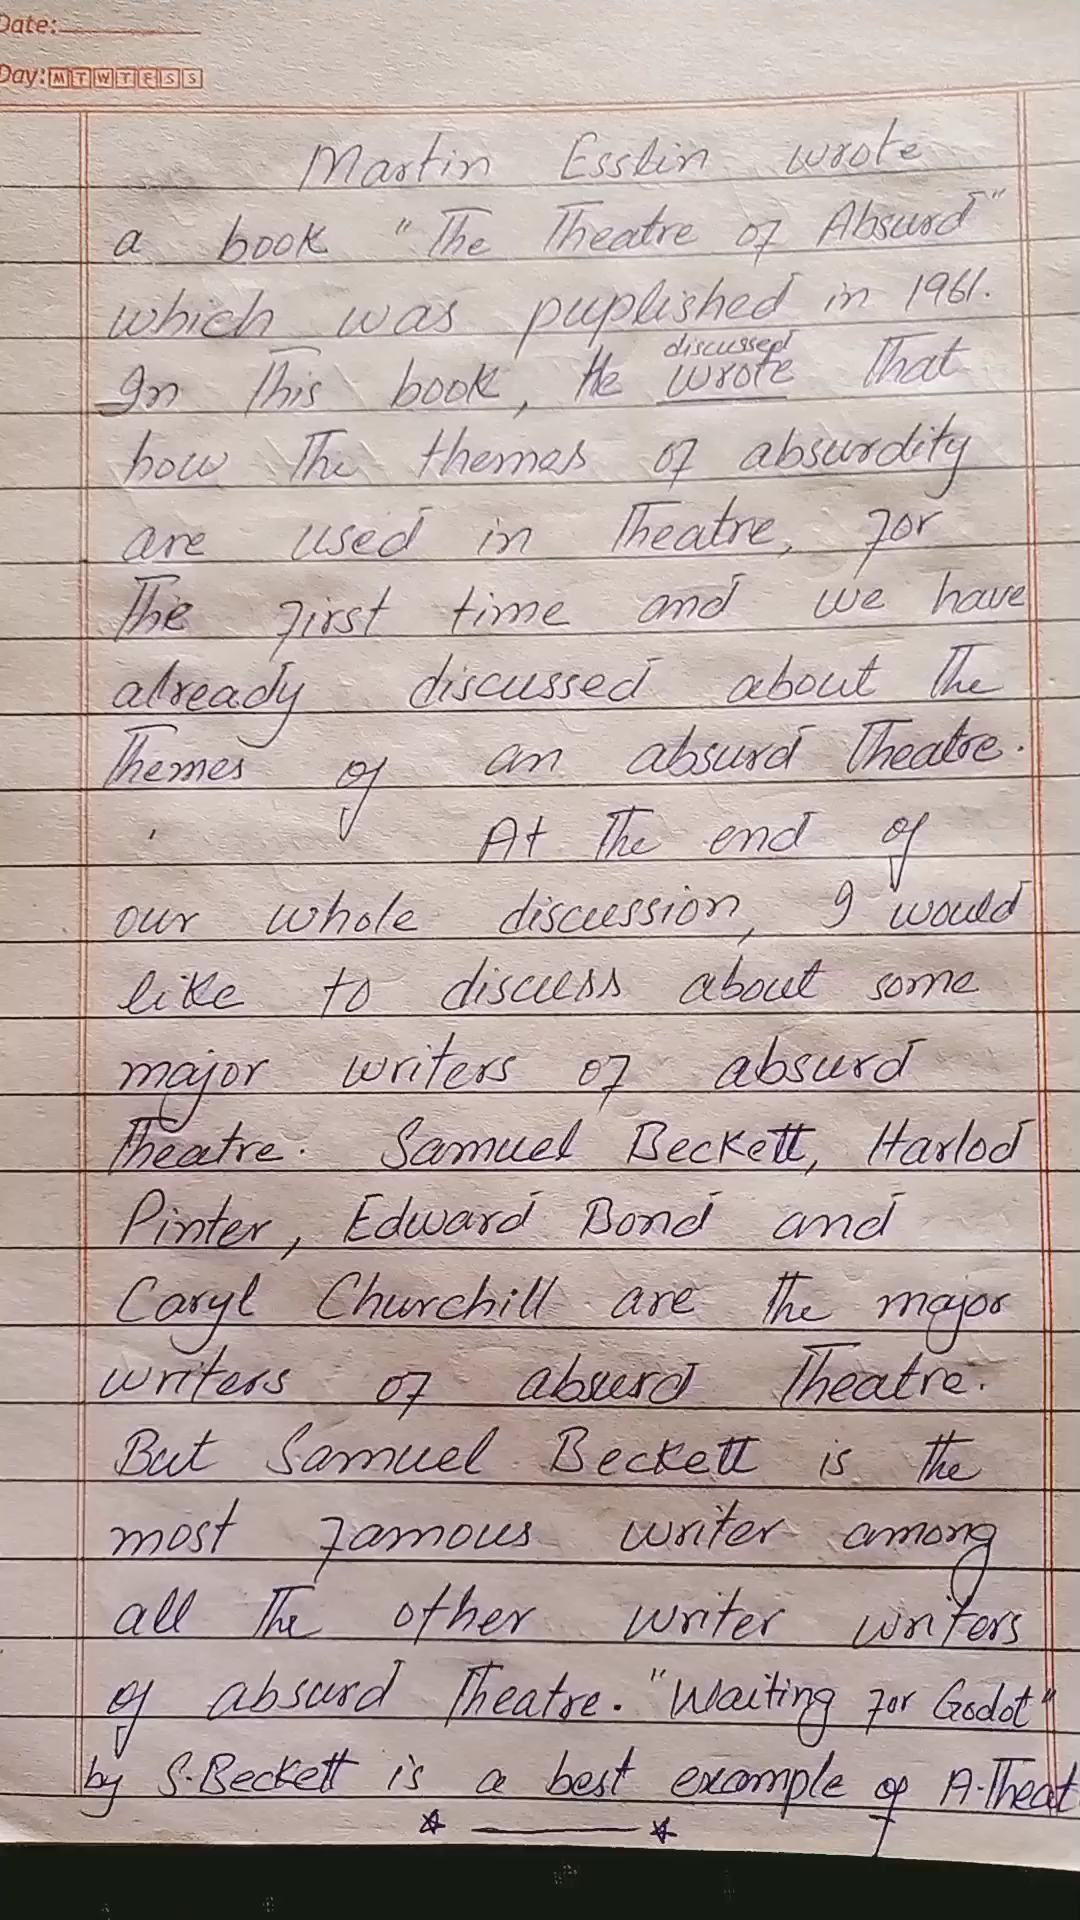 Date:
Day: M T W T F S S
Martin Esslin wrote
a book "The Theatre of Absurd"
which was puplished in 1961.
discussed
In this book, He wrote that
how The themes of absurdity
are used in Theatre, for
The first time and we have
already discussed about The
Themes of an absurd Theatre.
At The end of
our whole discussion, I would
like to discuss about some
major writers of absurd
Theatre. Samuel Beckett, Harlod
Pinter, Edward Bond and
Caryl Churchill are the major
writers of absurd Theatre.
But Samuel Beckett is the
most famous writer among
all The other writer writers
of absurd Theatre. "Waiting for Godot"
by S.Beckett is a best example of A.Theat